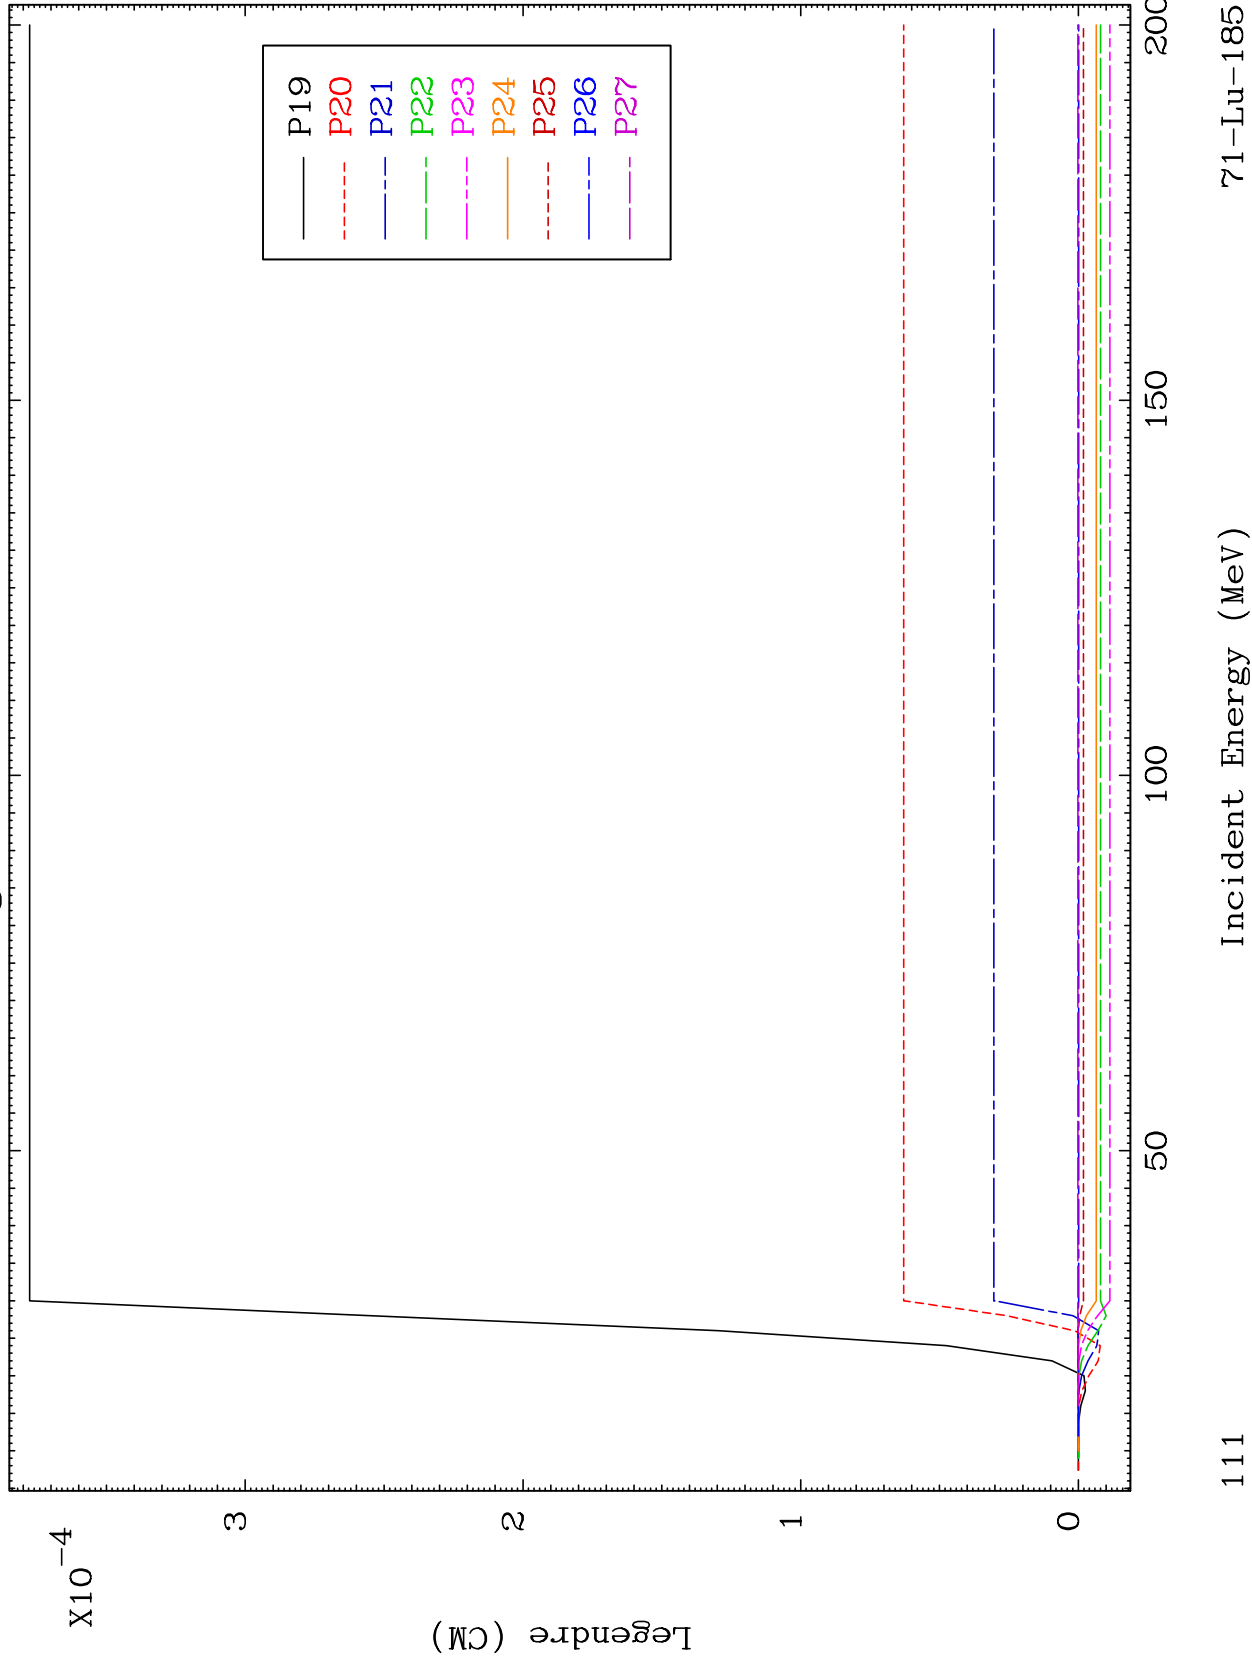 X10-4
3
2
1
0
Legendre (CM)
P19
P20
P21
P22
P23
P24
P25
P26
P27
50
100
150
200
Incident Energy (MeV)
111
71-Lu-185